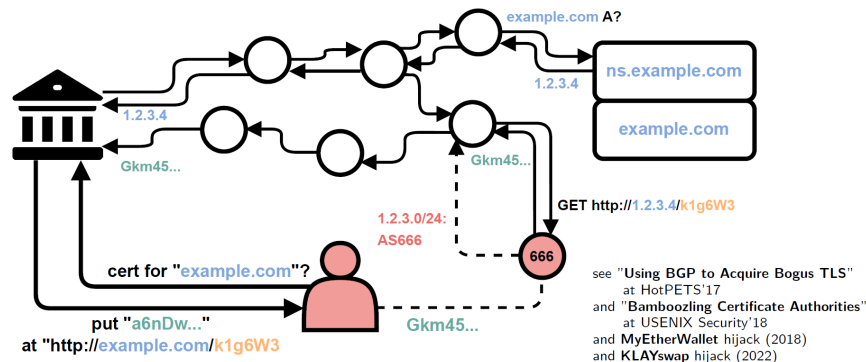 example.com A?
ns.example.com
1.2.3.4
1.2.3.4
example.com
Gkm45...
Gkm45...
GET http://1.2.3.4/k1g6W3
1.2.3.0/24:
AS666
666
cert for "example.com"?
see "Using BGP to Acquire Bogus TLS"
at HotPETS'17
and "Bamboozling Certificate Authorities"
at USENIX Security'18
and MyEtherWallet hijack (2018)
and KLAYswap hijack (2022)
put "a6nDw..."
at "http://example.com/k1g6W3
Gkm45...